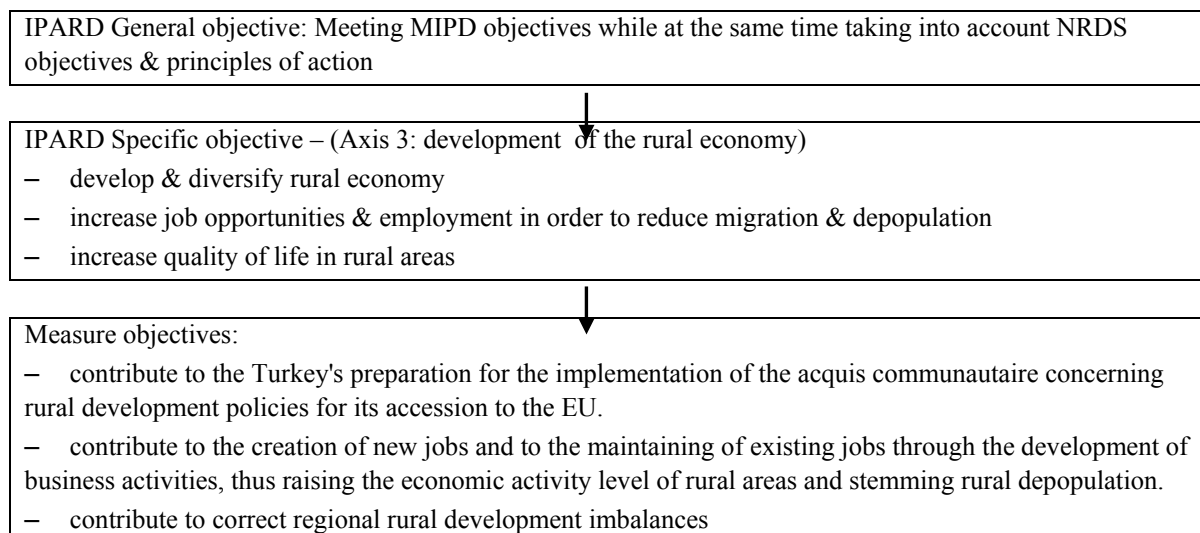 IPARD General objective: Meeting MIPD objectives while at the same time taking into account NRDS
objectives & principles of action
IPARD Specific objective – (Axis 3: development of the rural economy)
– develop & diversify rural economy
– increase job opportunities & employment in order to reduce migration & depopulation
– increase quality of life in rural areas
Measure objectives:
– contribute to the Turkey's preparation for the implementation of the acquis communautaire concerning
rural development policies for its accession to the EU.
– contribute to the creation of new jobs and to the maintaining of existing jobs through the development of
business activities, thus raising the economic activity level of rural areas and stemming rural depopulation.
– contribute to correct regional rural development imbalances